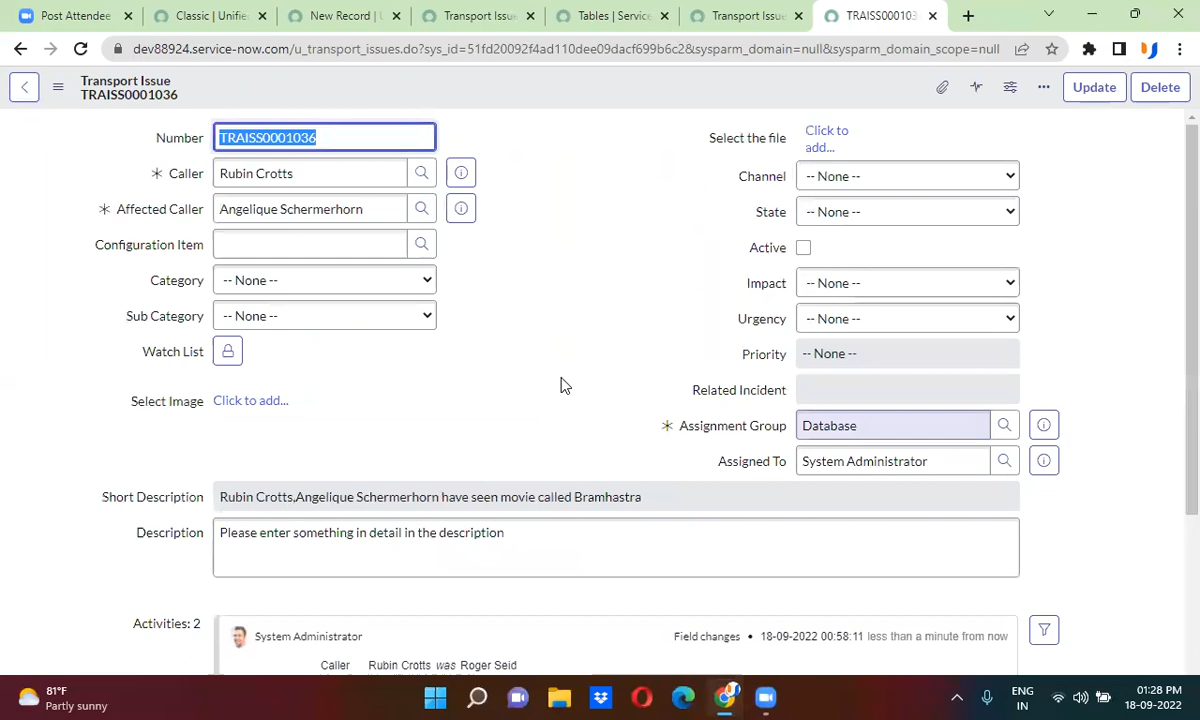 Post Attendee
Classic | Unifie
New Record | U
Transport Issue
Tables | Service
Transport Issue
TRAISS0001036
dev88924.service-now.com/u_transport_issues.do?sys_id=51fd20092f4ad110dee09dacf699b6c2&sysparm_domain=null&sysparm_domain_scope=null
Transport Issue
TRAISS0001036
Update
Delete
Number
TRAISS0001036
Select the file
Click to
add...
Caller
Rubin Crotts
Channel
-- None --
Affected Caller
Angelique Schermerhorn
State
-- None --
Configuration Item
Active
Category
-- None --
Impact
-- None --
Sub Category
-- None --
Urgency
-- None --
Watch List
Priority
-- None --
Select Image
Click to add...
Related Incident
Assignment Group
Database
Assigned To
System Administrator
Short Description
Rubin Crotts,Angelique Schermerhorn have seen movie called Bramhastra
Description
Please enter something in detail in the description
Activities: 2
System Administrator
Field changes • 18-09-2022 00:58:11 less than a minute from now
Caller Rubin Crotts was Roger Seid
81°F
Partly sunny
ENG
IN
01:28 PM
18-09-2022